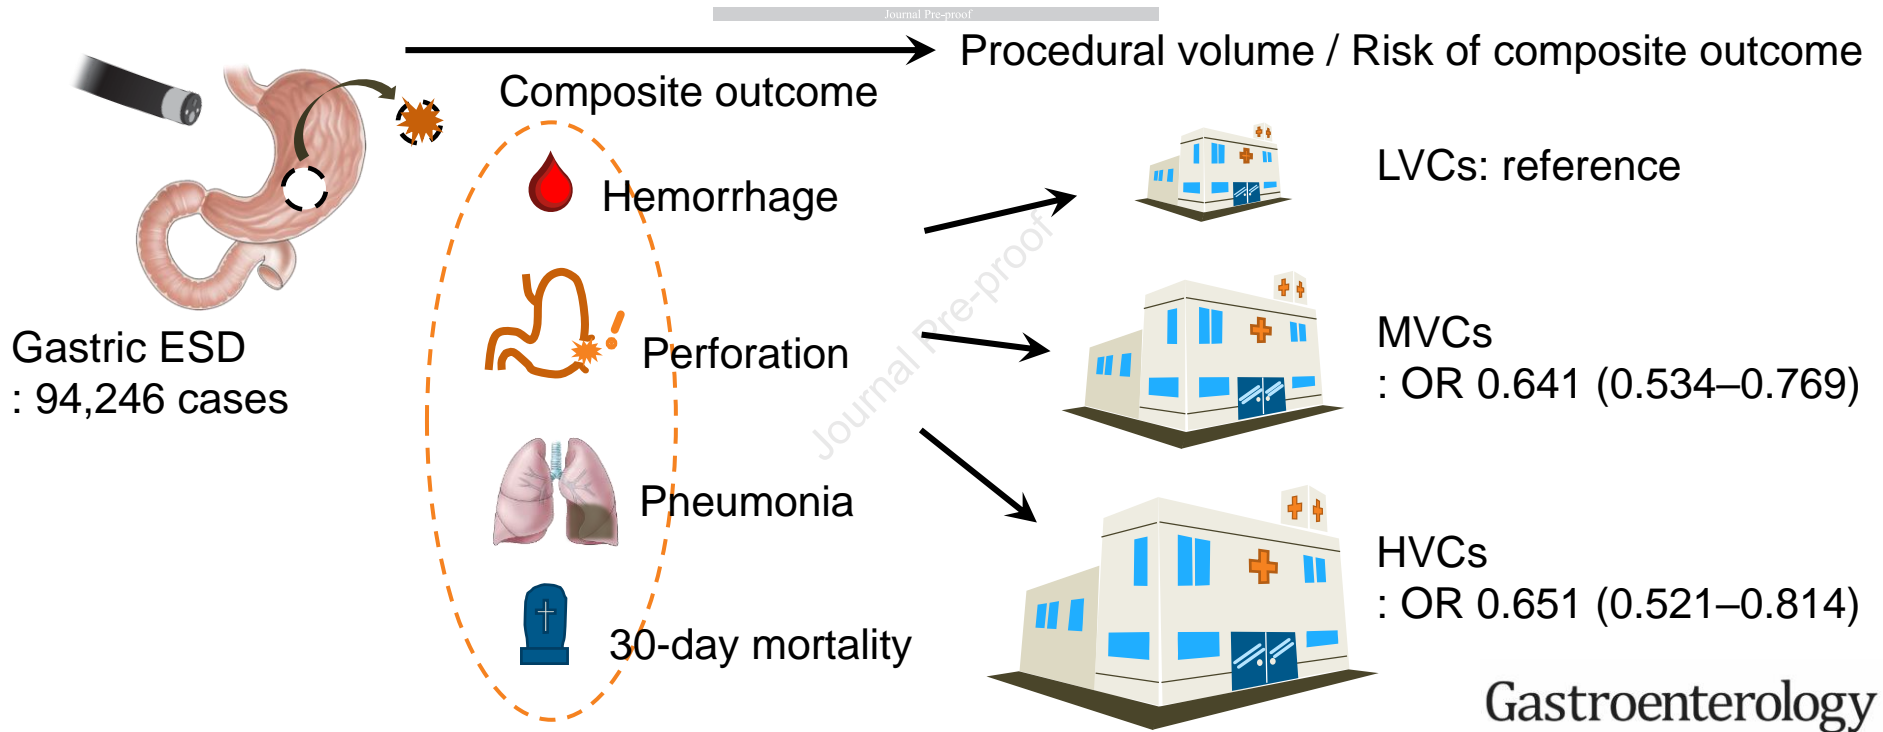 Journal Pre-proof
Procedural volume / Risk of composite outcome
Composite outcome
Hemorrhage
Perforation
Pneumonia
30-day mortality
Gastric ESD
: 94,246 cases
LVCs: reference
MVCs
: OR 0.641 (0.534–0.769)
HVCs
: OR 0.651 (0.521–0.814)
Journal Pre-proof
Gastroenterology